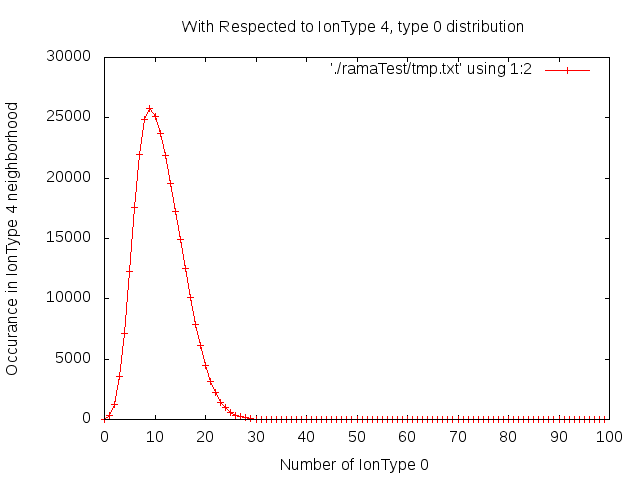 With Respected to IonType 4, type 0 distribution
'./ramaTest/tmp.txt' using 1:2
Occurance in IonType 4 neighborhood
30000
25000
20000
15000
10000
5000
0
0 10 20 30 40 50 60 70 80 90 100
Number of IonType 0